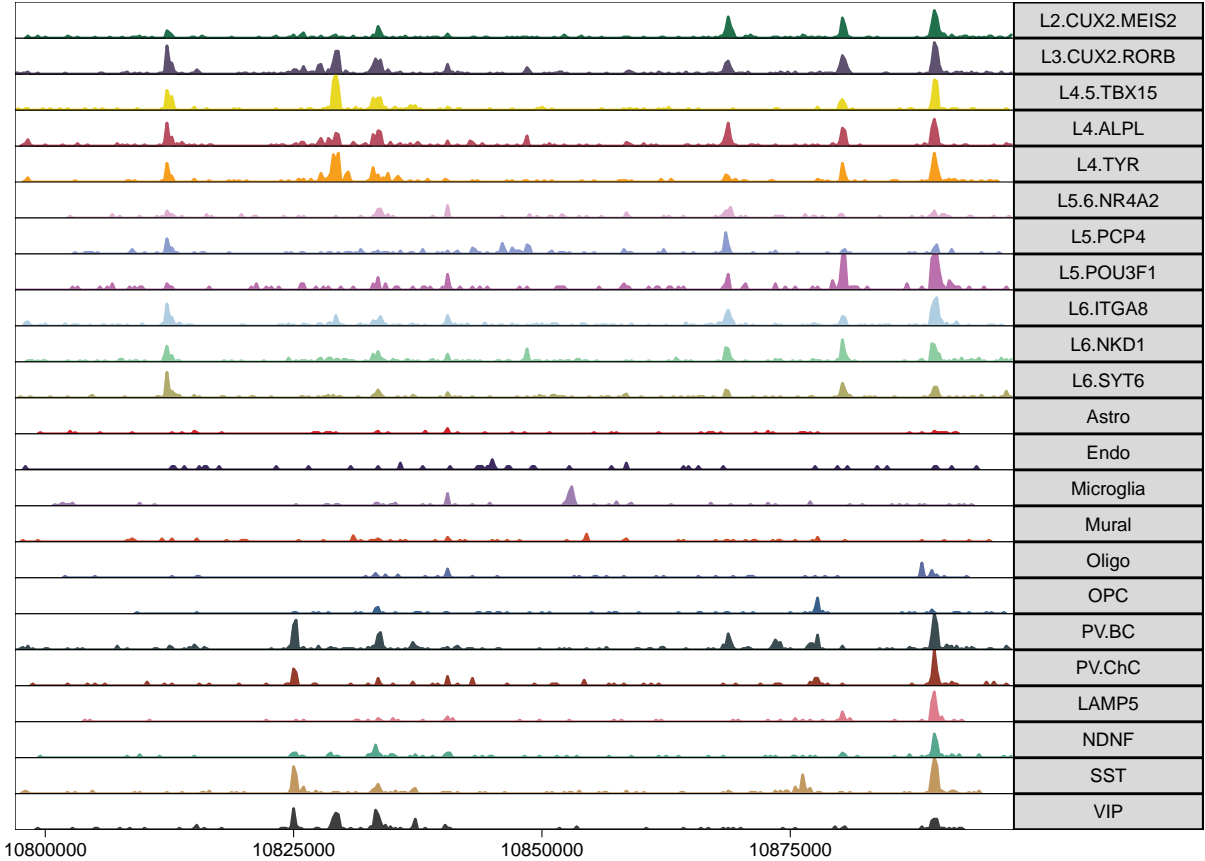 L2.CUX2.MEIS2
L3.CUX2.RORB
L4.5.TBX15
L4.ALPL
L4.TYR
L5.6.NR4A2
L5.PCP4
L5.POU3F1
L6.ITGA8
L6.NKD1
L6.SYT6
Astro
Endo
Microglia
Mural
Oligo
OPC
PV.BC
PV.ChC
LAMP5
NDNF
SST
VIP
10800000 10825000 10850000 10875000